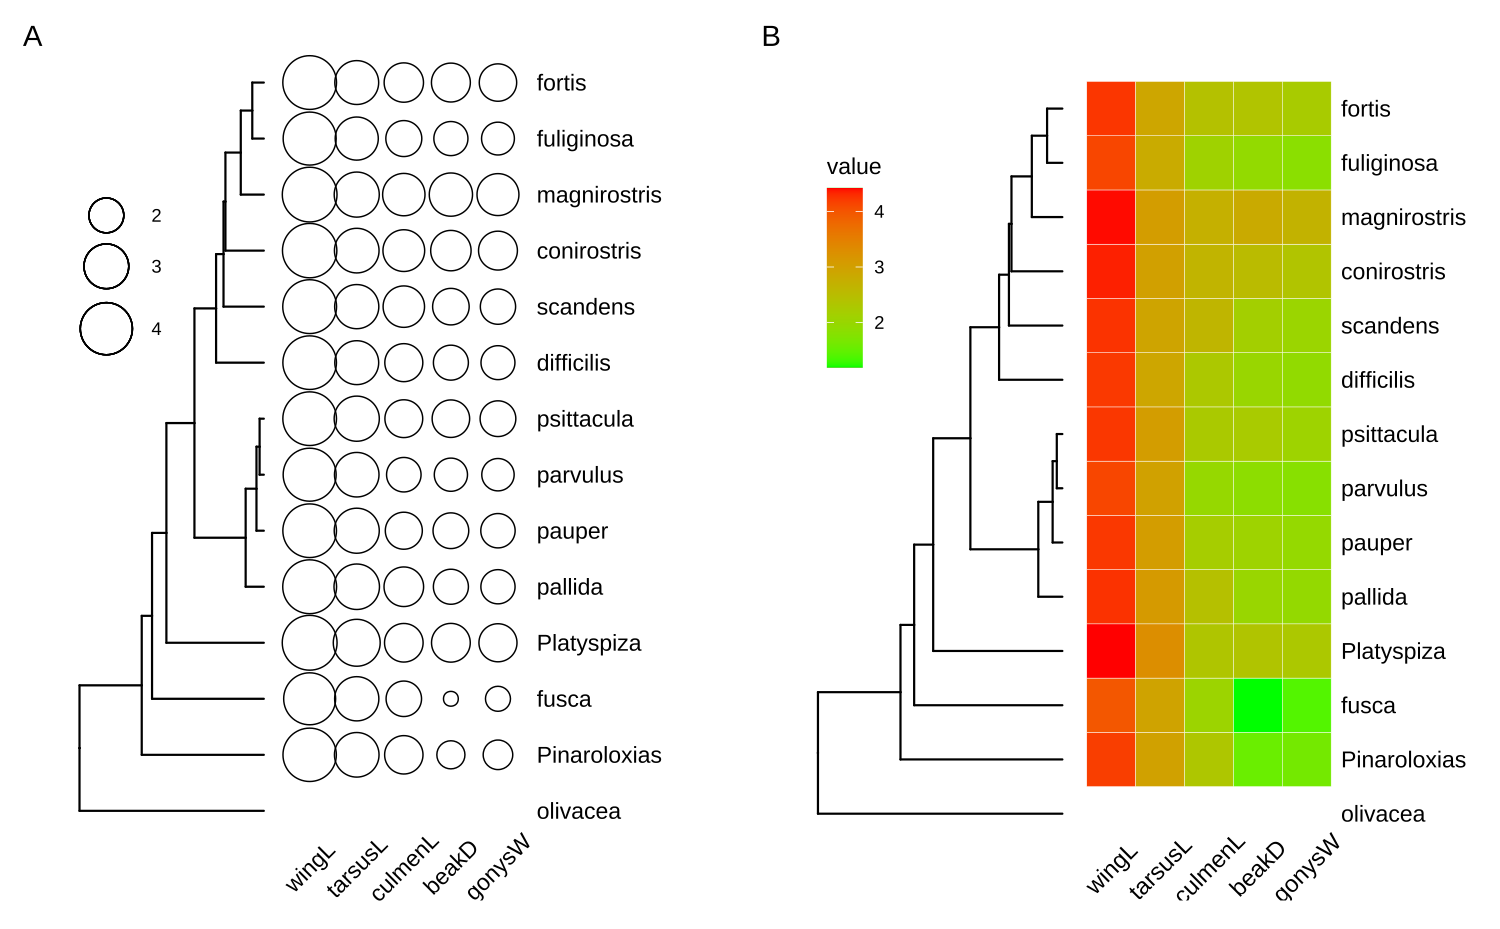 A
fortis
fuliginosa
magnirostris
conirostris
scandens
difficilis
psittacula
parvulus
pauper
pallida
Platyspiza
fusca
Pinaroloxias
olivacea
2
3
4
wingL
tarsusL
culmenL
beakD
gonysW
B
value
4
3
2
fortis
fuliginosa
magnirostris
conirostris
scandens
difficilis
psittacula
parvulus
pauper
pallida
Platyspiza
fusca
Pinaroloxias
olivacea
wingL
tarsusL
culmenL
beakD
gonysW